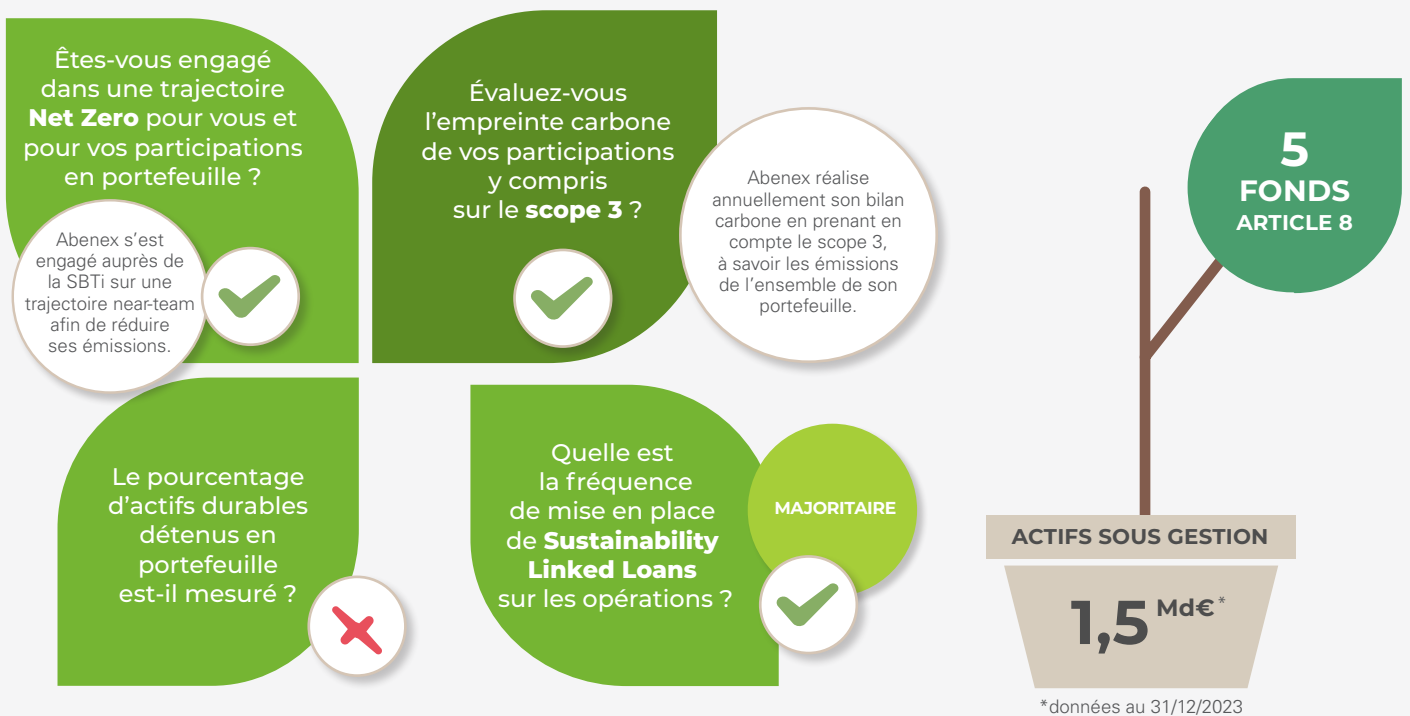 Êtes-vous engagé
dans une trajectoire
Net Zero pour vous et
pour vos participations
en portefeuille ?
Abenex s’est
engagé auprès de
la SBTi sur une
trajectoire near-team
afin de réduire
ses émissions.
Évaluez-vous
l’empreinte carbone
de vos participations
y compris
sur le scope 3 ?
Abenex réalise
annuellement son bilan
carbone en prenant en
compte le scope 3,
à savoir les émissions
de l’ensemble de son
portefeuille.
Le pourcentage
d’actifs durables
détenus en
portefeuille
est-il mesuré ?
Quelle est
la fréquence
de mise en place
de Sustainability
Linked Loans
sur les opérations ?
MAJORITAIRE
5
FONDS
ARTICLE 8
ACTIFS SOUS GESTION
1,5 Md€*
*données au 31/12/2023